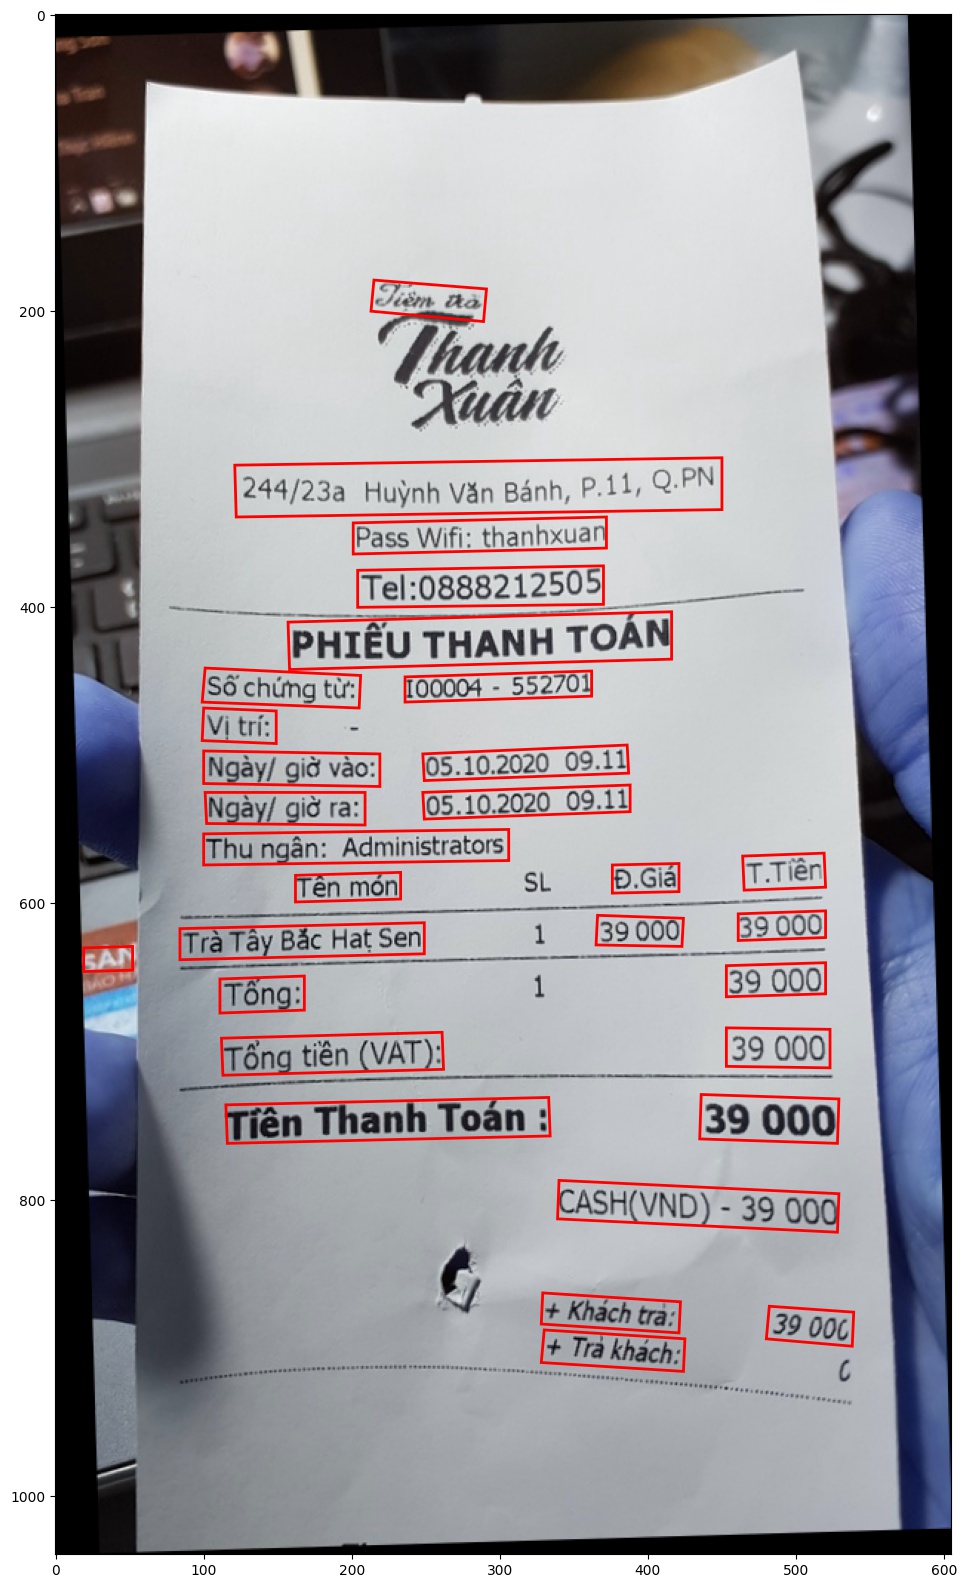 Tiệm trà
Thanh
Xuân
244/23a Huỳnh Văn Bánh, P.11, Q.PN
Pass Wifi: thanhxuan
Tel:0888212505
PHIẾU THANH TOÁN
Số chứng từ: I00004 - 552701
Vị trí: -
Ngày/ giờ vào: 05.10.2020 09.11
Ngày/ giờ ra: 05.10.2020 09.11
Thu ngân: Administrators
Tên món SL Đ.Giá T.Tiền
Trà Tây Bắc Hạt Sen 1 39 000 39 000
SAN
Tổng: 1 39 000
Tổng tiền (VAT): 39 000
Tiền Thanh Toán : 39 000
CASH(VND) - 39 000
+ Khách trả: 39 000
+ Trả khách: 0
0
200
400
600
800
1000
0 100 200 300 400 500 600